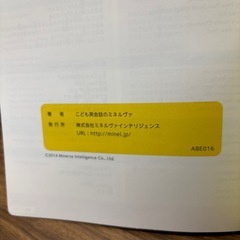 著者 こども英会話のミネルヴァ
発行所 株式会社ミネルヴァインテリジェンス
URL：http://minel.jp/
ABE016
©2014 Minerva Intelligence Co., Ltd.